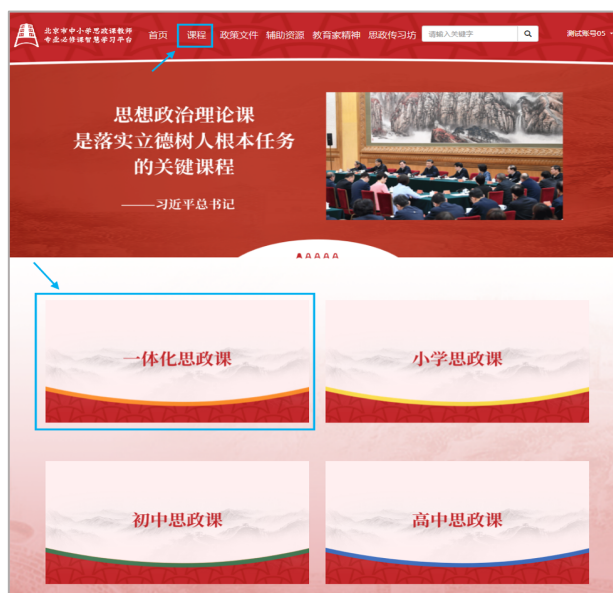 北京市中小学思政课教师
专业必修课智慧学习平台
首页 课程 政策文件 辅助资源 教育家精神 思政传习坊 请输入关键字 测试账号05
思想政治理论课
是落实立德树人根本任务
的关键课程
——习近平总书记
一体化思政课 小学思政课
初中思政课 高中思政课